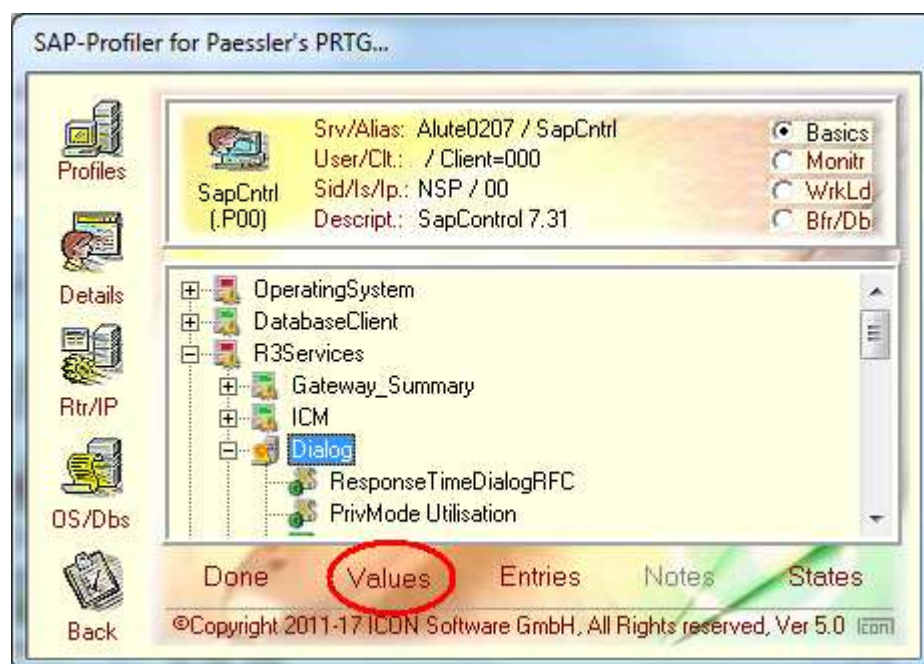 SAP-Profiler for Paessler's PRTG...
Profiles
Details
Rtr/IP
OS/Dbs
Back
SapCntrl
(.P00)
Srv/Alias: Alute0207 / SapCntrl
User/Clt.: . / Client=000
Sid/Is/Ip.: NSP / 00
Descript.: SapControl 7.31
Basics
Monitr
WrkLd
Bfr/Db
OperatingSystem
DatabaseClient
R3Services
Gateway_Summary
ICM
Dialog
ResponseTimeDialogRFC
PrivMode Utilisation
Done Values Entries Notes States
©Copyright 2011-17 ICON Software GmbH, All Rights reserved, Ver 5.0 Icon